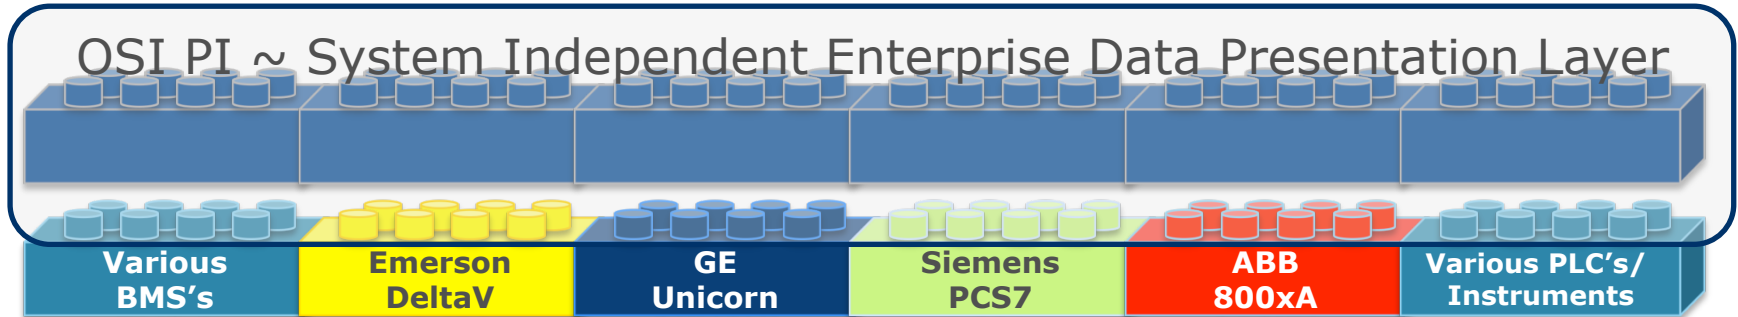 OSI PI ~ System Independent Enterprise Data Presentation Layer
Various
BMS's
Emerson
DeltaV
GE
Unicorn
Siemens
PCS7
ABB
800xA
Various PLC's/
Instruments